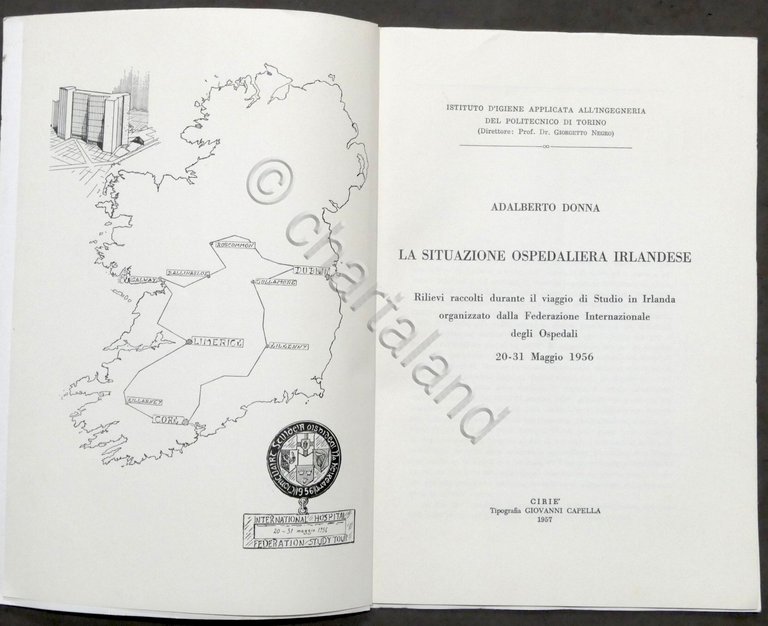 ROSCOMMON
BALLINASLOE
GALWAY
DUBLIN
TULLAMORE
LIMERICK
KILKENNY
KILLARNEY
CORK
1956
INTERNATIONAL HOSPITAL
20 - 31 maggio 1956
FEDERATION STUDY TOUR
ISTITUTO D'IGIENE APPLICATA ALL'INGEGNERIA
DEL POLITECNICO DI TORINO
(Direttore: Prof. Dr. GIORGETTO NEGRO)
ADALBERTO DONNA
LA SITUAZIONE OSPEDALIERA IRLANDESE
Rilievi raccolti durante il viaggio di Studio in Irlanda
organizzato dalla Federazione Internazionale
degli Ospedali
20-31 Maggio 1956
CIRIE'
Tipografia GIOVANNI CAPELLA
1957
© chartaland